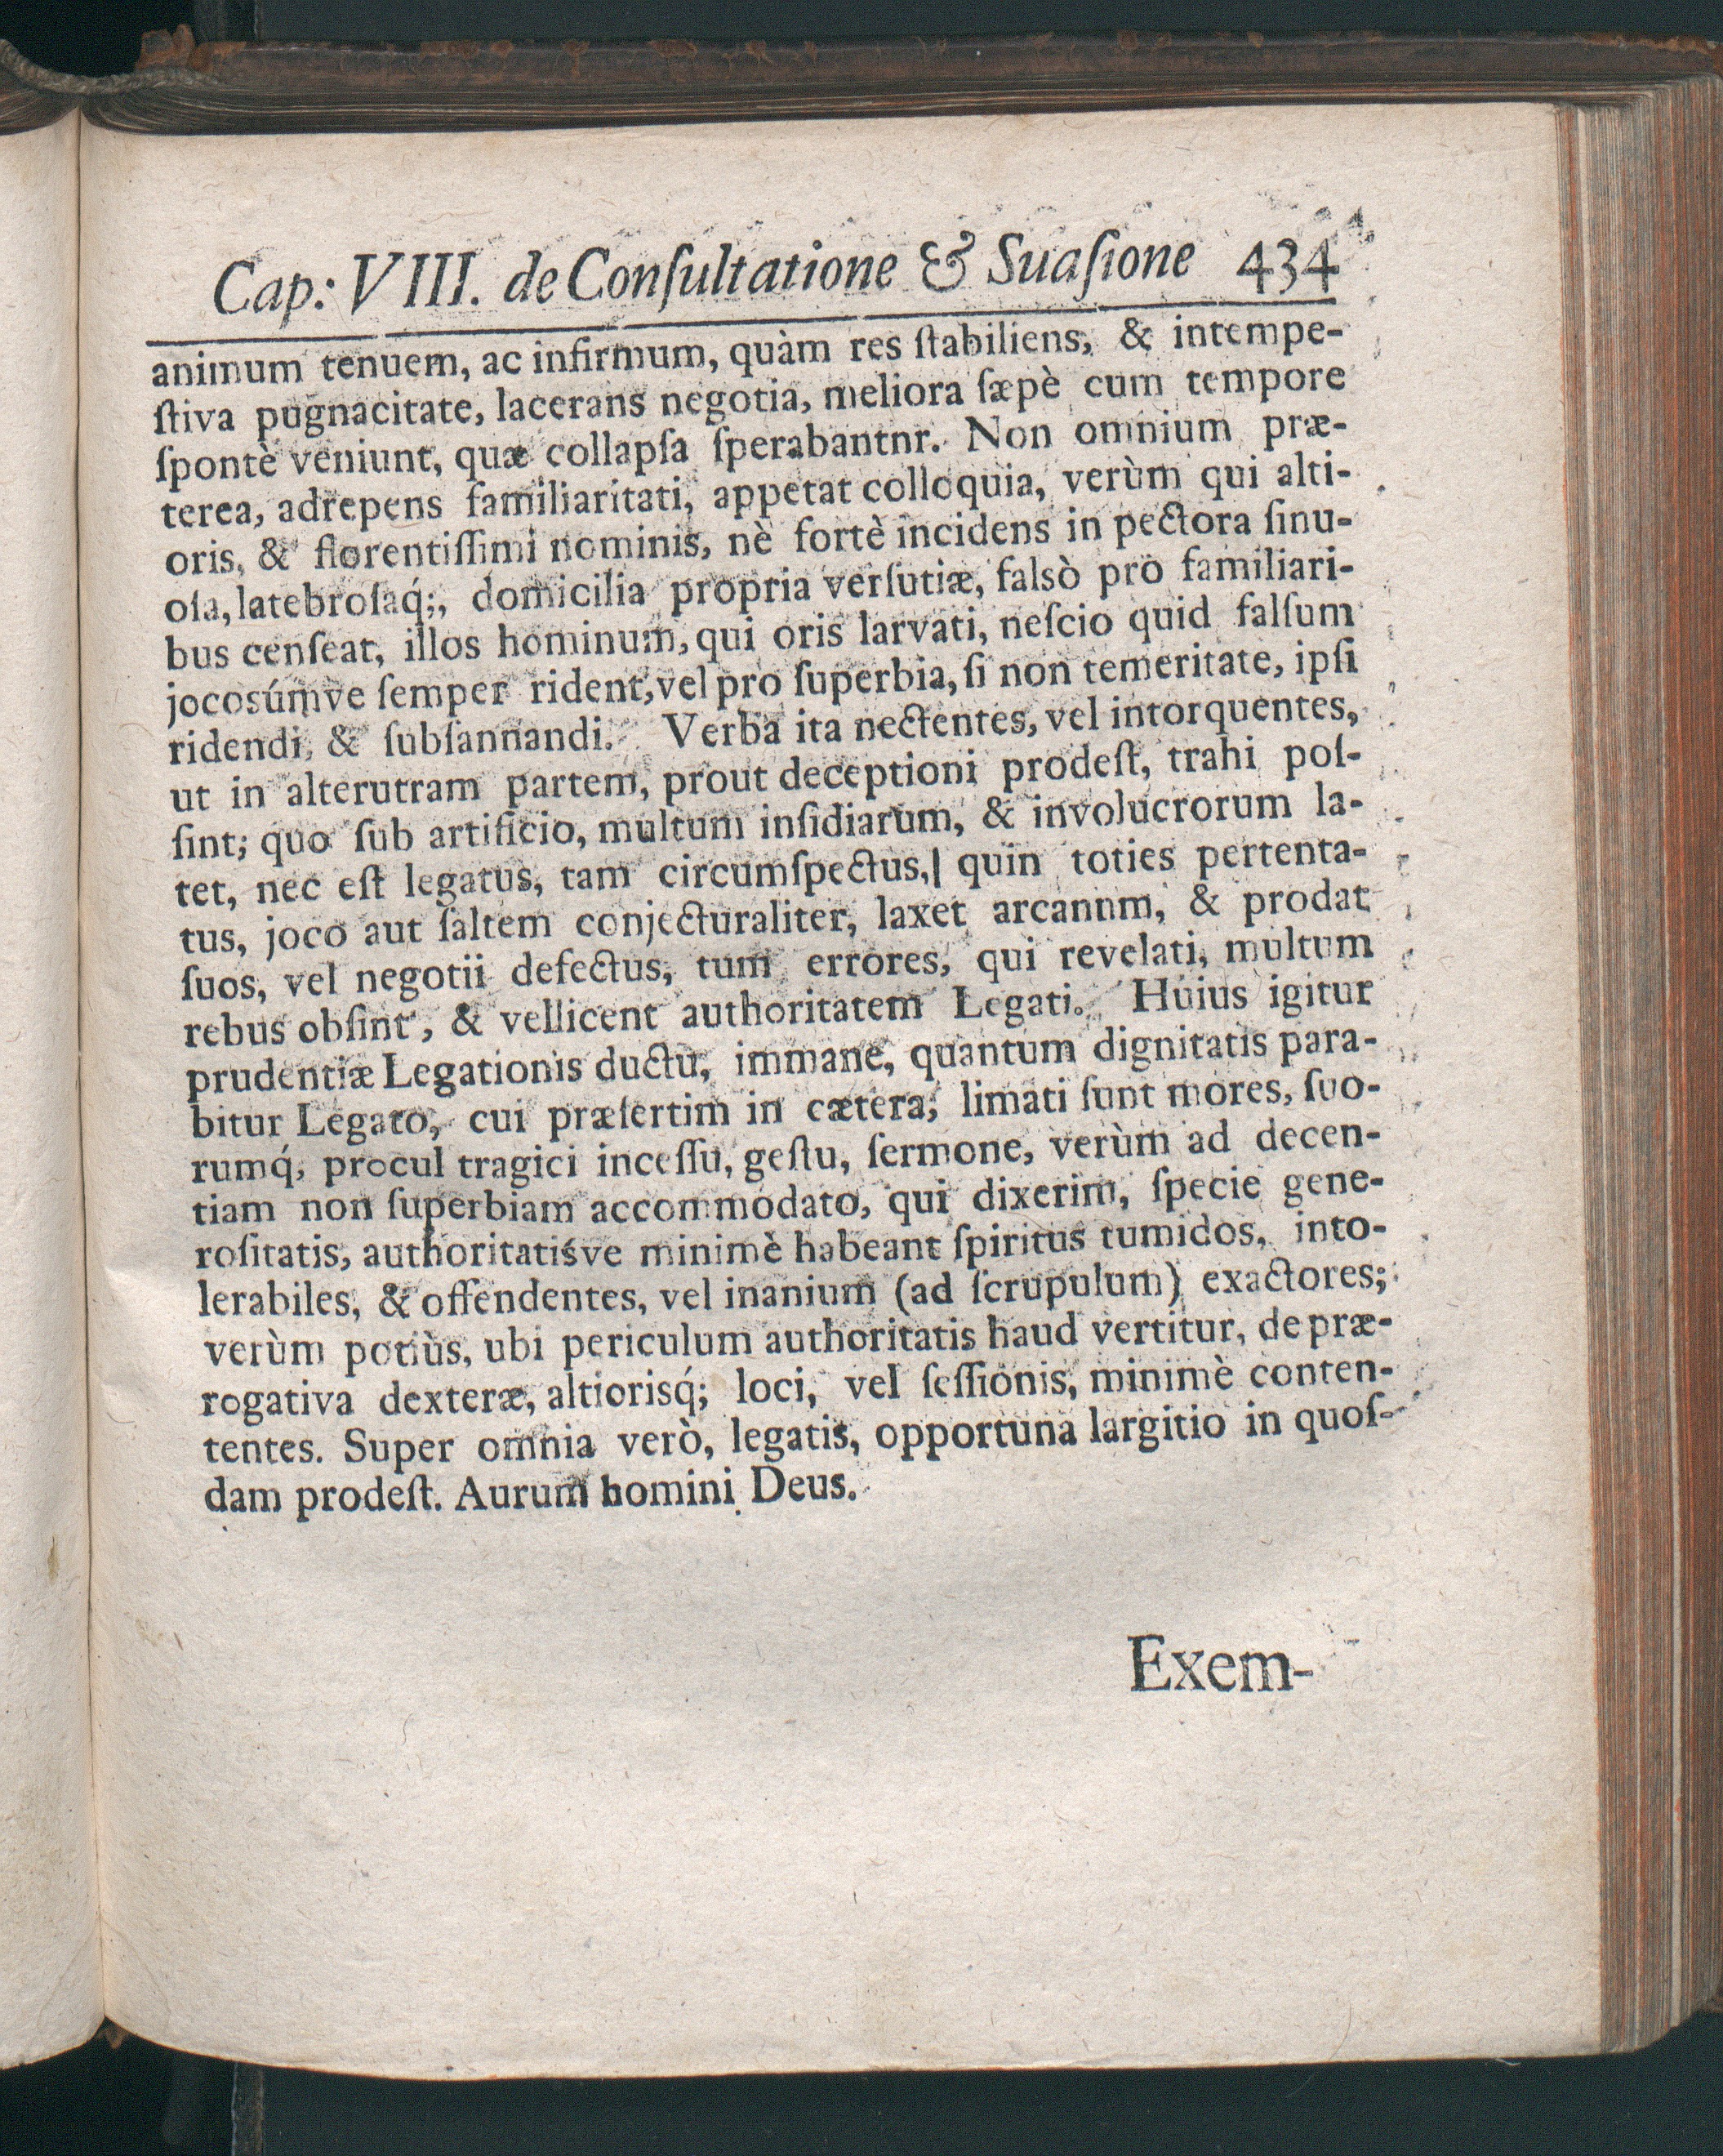 Cap: VIII. de Conſultatione & Suaſione 434
animum tenuem, ac infirmum, quàm res ſtabiliens, & intempe-
ſtiva pugnacitate, lacerans negotia, meliora ſæpè cum tempore
ſpontè veniunt, quæ collapſa ſperabantnr. Non omnium præ-
terea, adrepens familiaritati, appetat colloquia, verùm qui alti-
oris, & florentiſſimi nominis, nè fortè incidens in pectora ſinu-
oſa, latebroſaq́;, domicilia propria verſutiæ, falsò pro familiari-
bus cenſeat, illos hominum, qui oris larvati, neſcio quid falſum
jocosúmve ſemper rident, vel pro ſuperbia, ſi non temeritate, ipſi
ridendi, & ſubſannandi. Verba ita nectentes, vel intorquentes,
ut in alterutram partem, prout deceptioni prodeſt, trahi poſ-
ſint; quo ſub artificio, multum inſidiarum, & involucrorum la-
tet, nec eſt legatus, tam circumſpectus,| quin toties pertenta-
tus, joco aut ſaltem conjecturaliter, laxet arcannm, & prodat
ſuos, vel negotii defectus, tum errores, qui revelati, multum
rebus obſint, & vellicent authoritatem Legati. Huius igitur
prudentiæ Legationis ductu, immane, quantum dignitatis para-
bitur Legato, cui præſertim in cætera, limati ſunt mores, ſuo-
rumq́, procul tragici inceſſu, geſtu, ſermone, verùm ad decen-
tiam non ſuperbiam accommodato, qui dixerim, ſpecie gene-
roſitatis, authoritatiśve minimè habeant ſpiritus tumidos, into-
lerabiles, & offendentes, vel inanium (ad ſcrupulum) exactores;
verùm potiùs, ubi periculum authoritatis haud vertitur, de præ-
rogativa dexteræ, altiorisq́; loci, vel ſeſſionis, minimè conten-
tentes. Super omnia verò, legatis, opportuna largitio in quoſ-
dam prodeſt. Aurum homini Deus.
Exem-